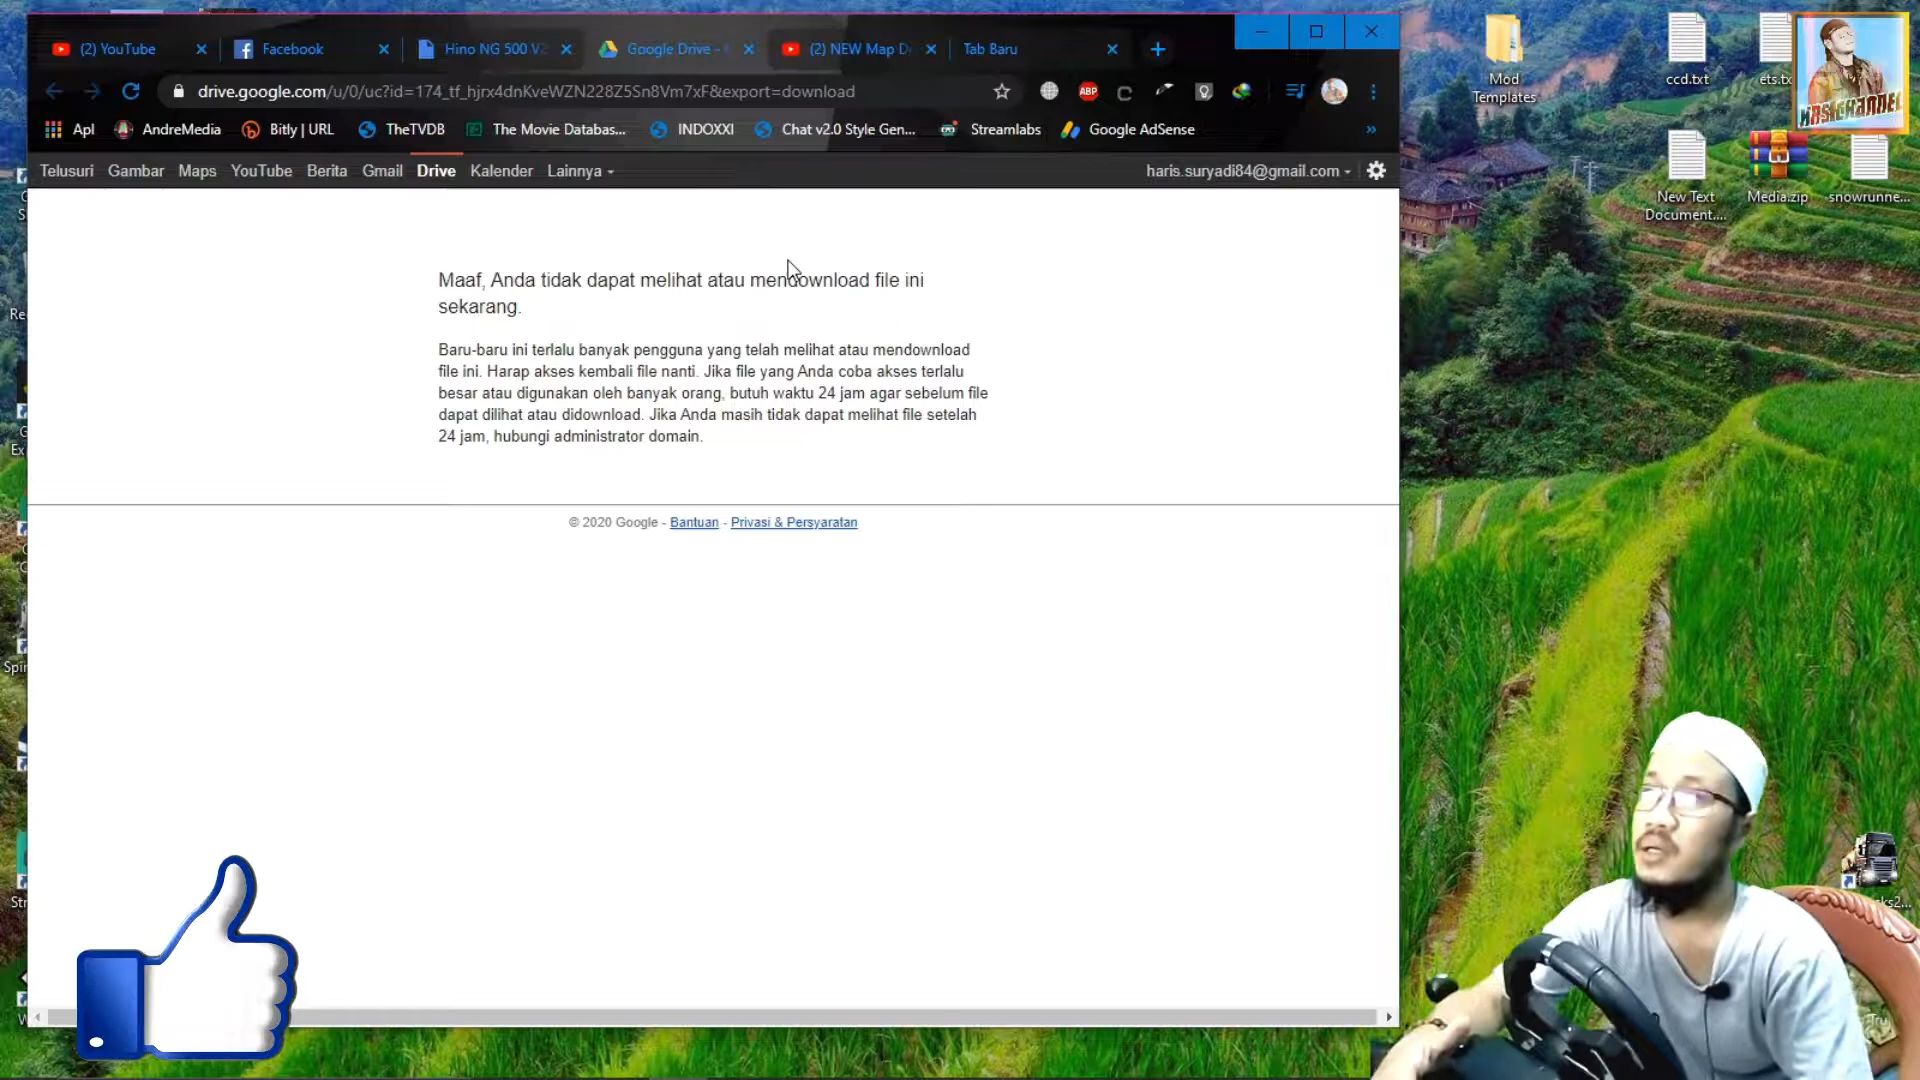 (2) YouTube
Facebook
Hino NG 500 V2
Google Drive -
(2) NEW Map D
Tab Baru
drive.google.com/u/0/uc?id=174_tf_hjrx4dnKveWZN228Z5Sn8Vm7xF&export=download
ABP
Apl
AndreMedia
Bitly | URL
TheTVDB
The Movie Databas...
INDOXXI
Chat v2.0 Style Gen...
Streamlabs
Google AdSense
»
Telusuri Gambar Maps YouTube Berita Gmail Drive Kalender Lainnya
haris.suryadi84@gmail.com
Maaf, Anda tidak dapat melihat atau mendownload file ini
sekarang.
Baru-baru ini terlalu banyak pengguna yang telah melihat atau mendownload
file ini. Harap akses kembali file nanti. Jika file yang Anda coba akses terlalu
besar atau digunakan oleh banyak orang, butuh waktu 24 jam agar sebelum file
dapat dilihat atau didownload. Jika Anda masih tidak dapat melihat file setelah
24 jam, hubungi administrator domain.
© 2020 Google - Bantuan - Privasi & Persyaratan
Mod
Templates
ccd.txt
ets.tx
HRS CHANNEL
New Text
Document....
Media.zip
snowrunne...